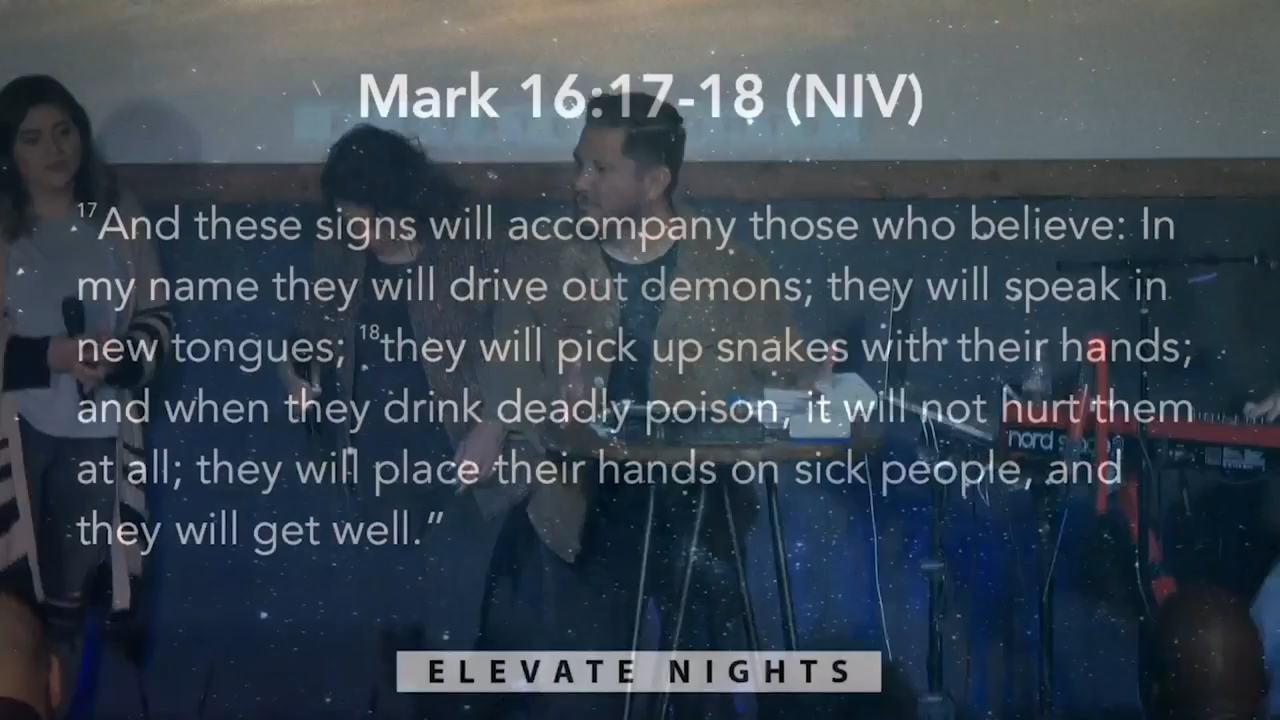 Mark 16:17-18 (NIV)
¹⁷And these signs will accompany those who believe: In
my name they will drive out demons; they will speak in
new tongues; ¹⁸they will pick up snakes with their hands;
and when they drink deadly poison, it will not hurt them
at all; they will place their hands on sick people, and
they will get well.”
nord
ELEVATE NIGHTS